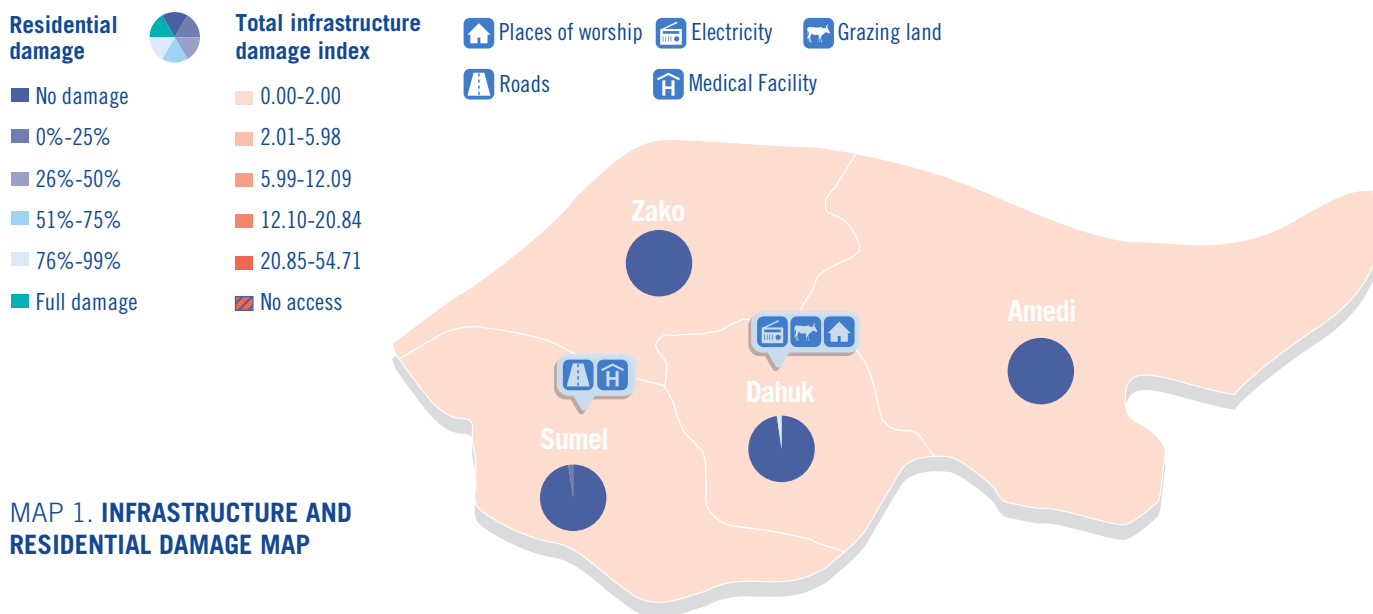 Residential
damage
No damage
0%-25%
26%-50%
51%-75%
76%-99%
Full damage
Total infrastructure
damage index
0.00-2.00
2.01-5.98
5.99-12.09
12.10-20.84
20.85-54.71
No access
Places of worship
Electricity
Grazing land
Roads
Medical Facility
Zako
Amedi
H
Dahuk
Sumel
MAP 1. INFRASTRUCTURE AND
RESIDENTIAL DAMAGE MAP